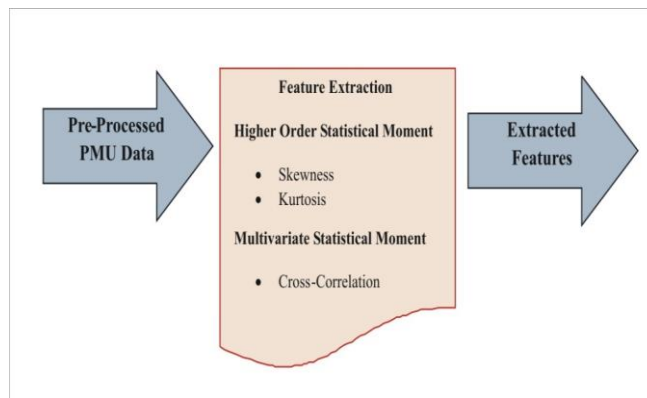 Pre-Processed
PMU Data
Feature Extraction
Higher Order Statistical Moment
• Skewness
• Kurtosis
Multivariate Statistical Moment
• Cross-Correlation
Extracted
Features